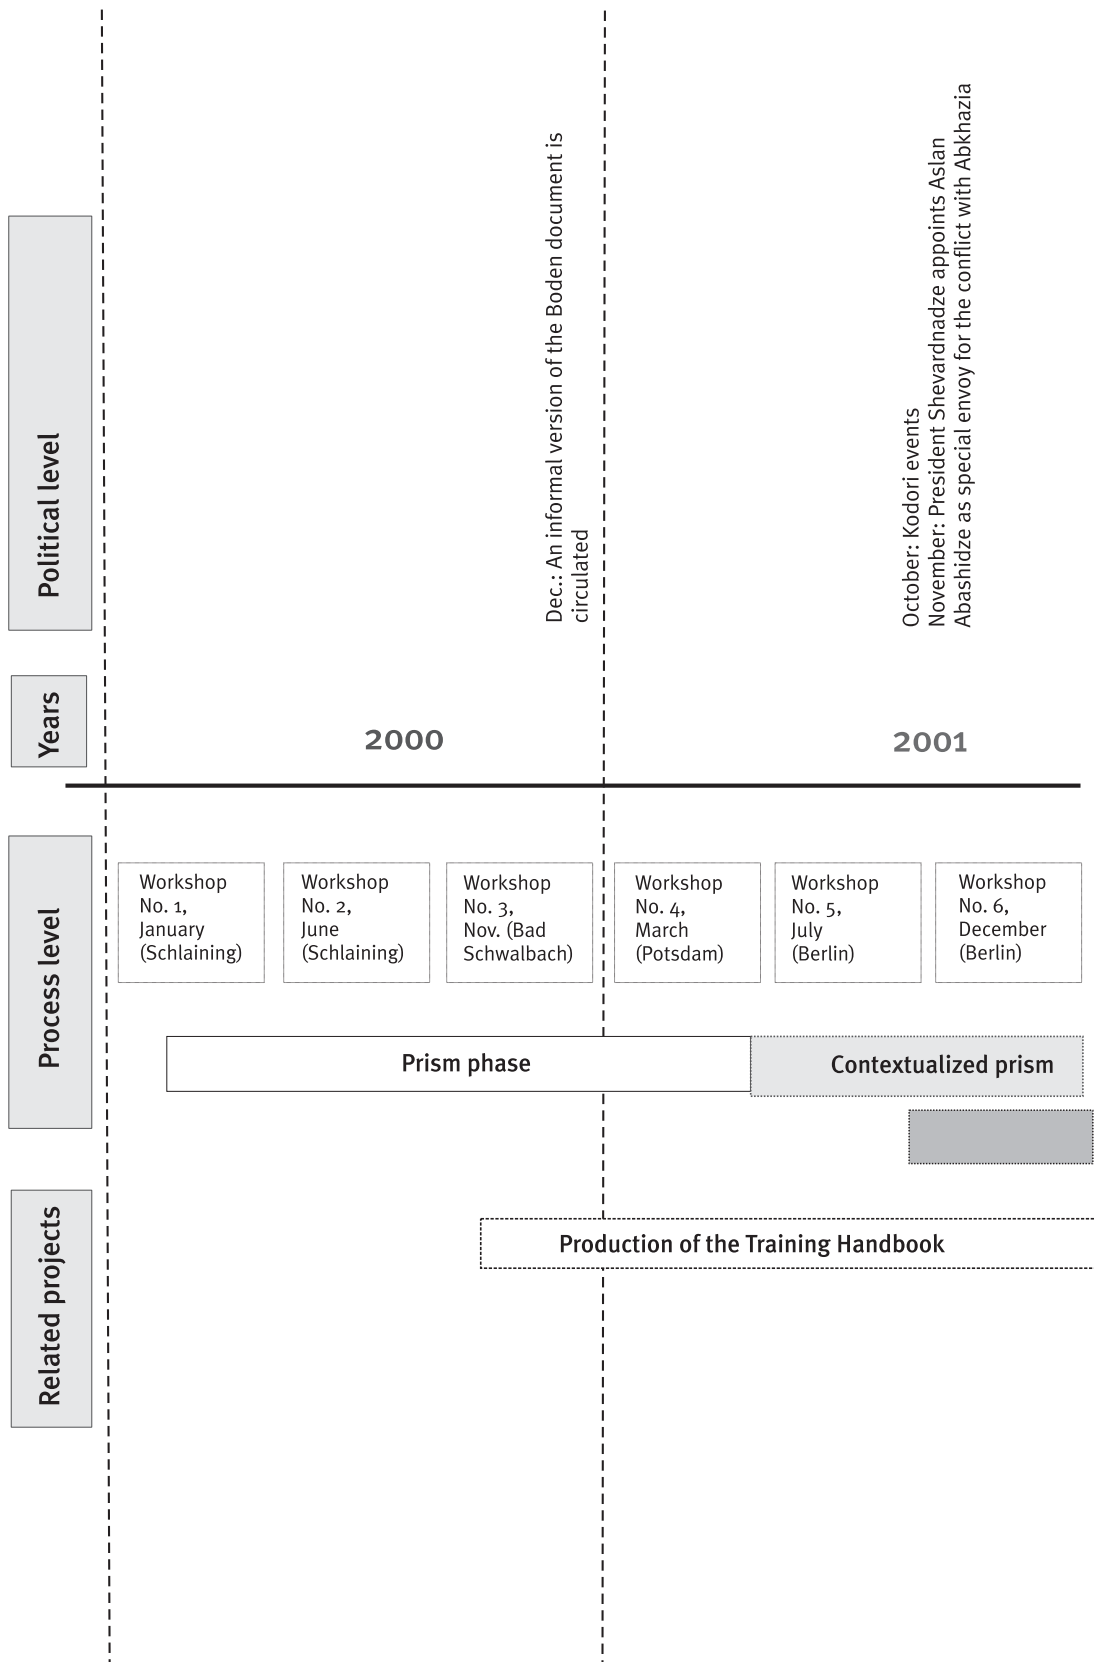 Political level
Dec.: An informal version of the Boden document is
circulated
October: Kodori events
November: President Shevardnadze appoints Aslan
Abashidze as special envoy for the conflict with Abkhazia
Years
2000
2001
Process level
Workshop
No. 1,
January
(Schlaining)
Workshop
No. 2,
June
(Schlaining)
Workshop
No. 3,
Nov. (Bad
Schwalbach)
Workshop
No. 4,
March
(Potsdam)
Workshop
No. 5,
July
(Berlin)
Workshop
No. 6,
December
(Berlin)
Prism phase
Contextualized prism
Related projects
Production of the Training Handbook